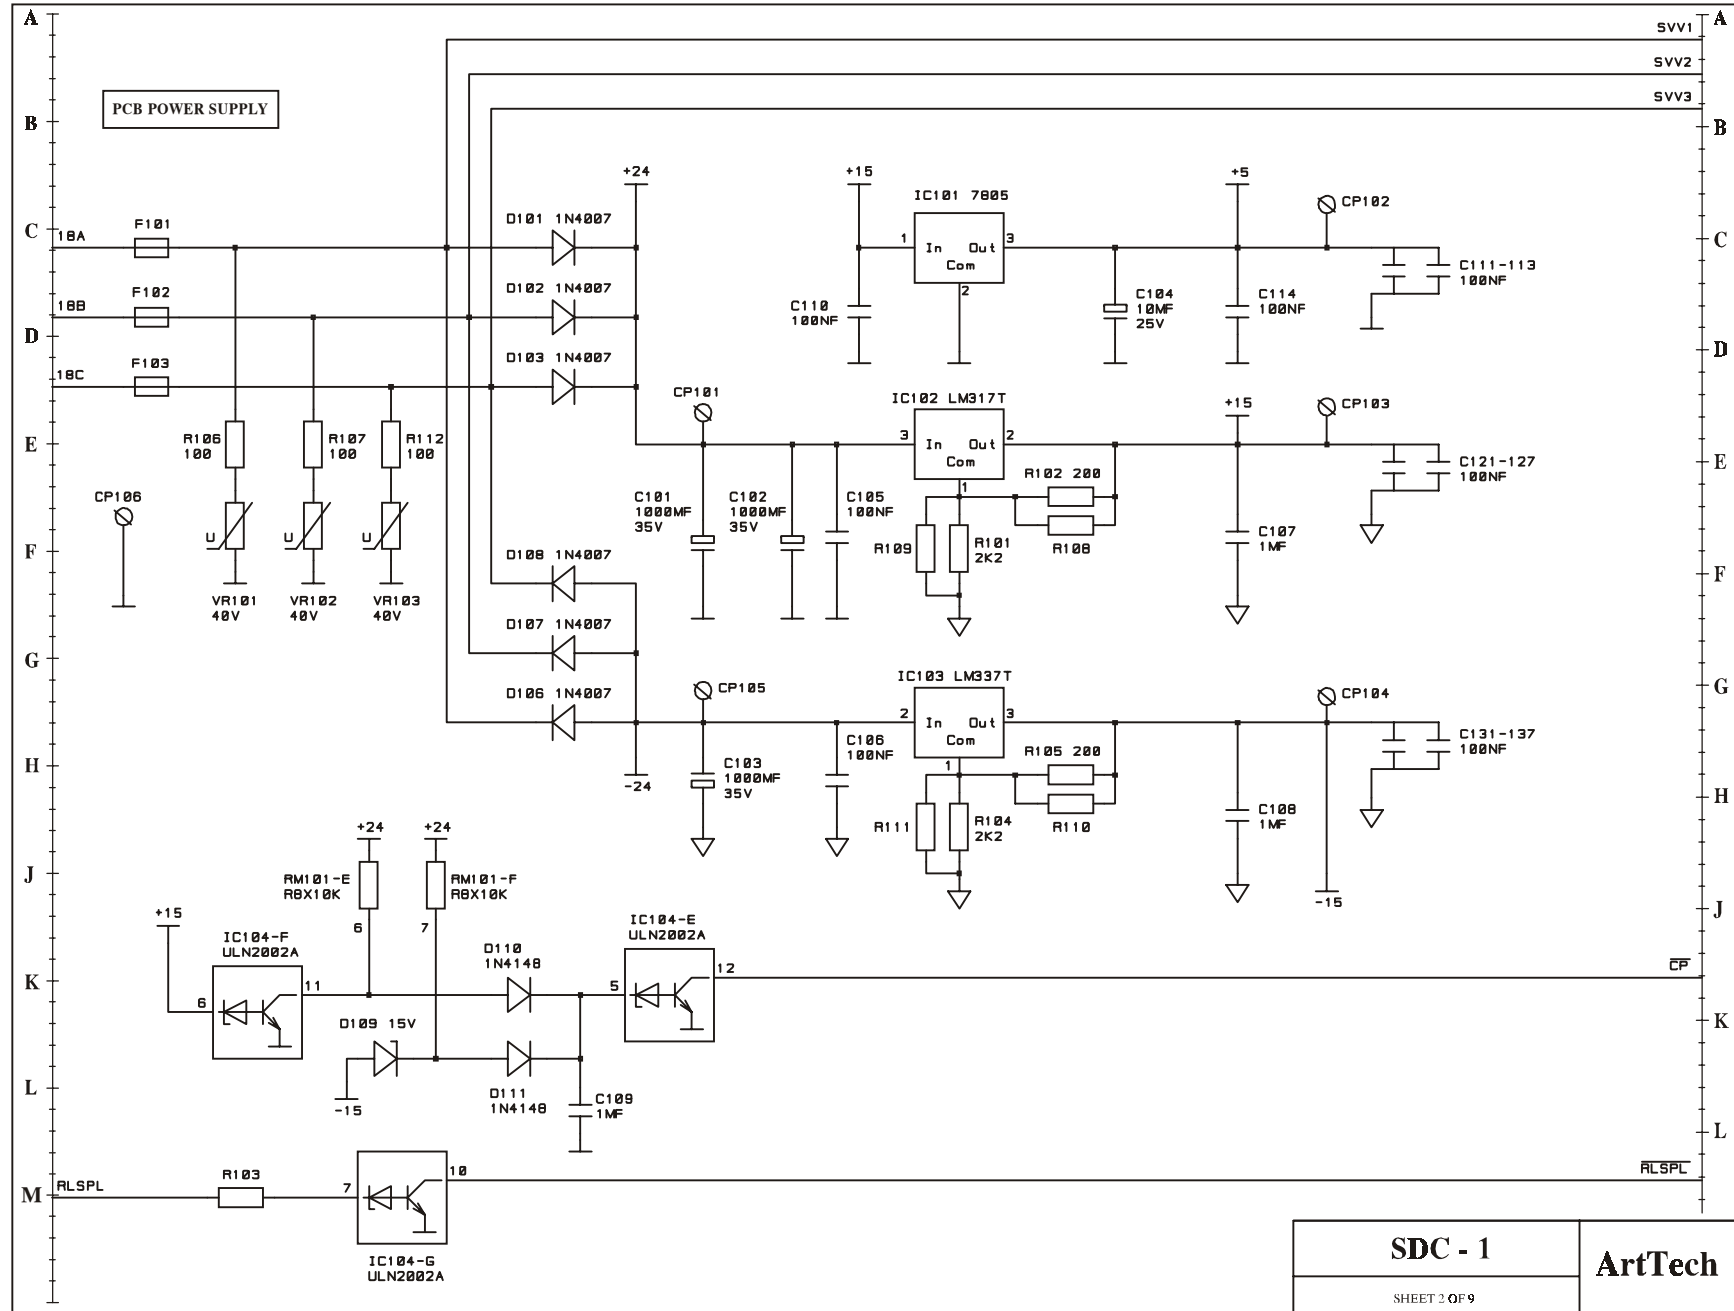 A
A
SVV1
SVV2
SVV3
PCB POWER SUPPLY
B
B
+24
+15
+5
IC101 7805
CP102
C
18A
F101
D101 1N4007
1
In
Out
3
Com
2
C
C111-113
100NF
18B
F102
D102 1N4007
C110
100NF
C104
10MF
25V
C114
100NF
D
D
18C
F103
D103 1N4007
CP101
IC102 LM317T
+15
CP103
E
R106
100
R107
100
R112
100
3
In
Out
2
Com
1
R102 200
E
C121-127
100NF
CP106
C101
1000MF
35V
C102
1000MF
35V
C105
100NF
F
U
U
U
D108 1N4007
R109
R101
2K2
R108
C107
1MF
F
VR101
40V
VR102
40V
VR103
40V
D107 1N4007
G
IC103 LM337T
CP105
CP104
G
D106 1N4007
2
In
Out
3
Com
1
C106
100NF
R105 200
C131-137
100NF
H
-24
C103
1000MF
35V
H
+24
+24
R111
R104
2K2
R110
C108
1MF
J
RM101-E
R8X10K
RM101-F
R8X10K
-15
J
+15
6
7
IC104-F
ULN2002A
D110
1N4148
IC104-E
ULN2002A
K
6
11
5
12
CP
D109 15V
K
L
-15
D111
1N4148
C109
1MF
L
M
RLSPL
R103
7
10
RLSPL
IC104-G
ULN2002A
SDC - 1
ArtTech
SHEET 2 OF 9